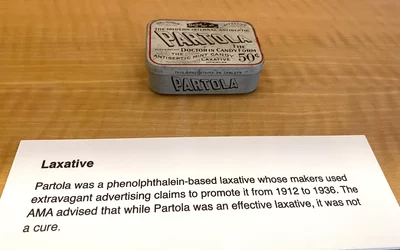 THE MODERN INTERNAL ANTISEPTIC
PARTOLA
THE
DOCTOR IN CANDY FORM
THE
ANTISEPTIC MINT CANDY
LAXATIVE
50¢
PARTOLA
Laxative
Partola was a phenolphthalein-based laxative whose makers used
extravagant advertising claims to promote it from 1912 to 1936. The
AMA advised that while Partola was an effective laxative, it was not
a cure.